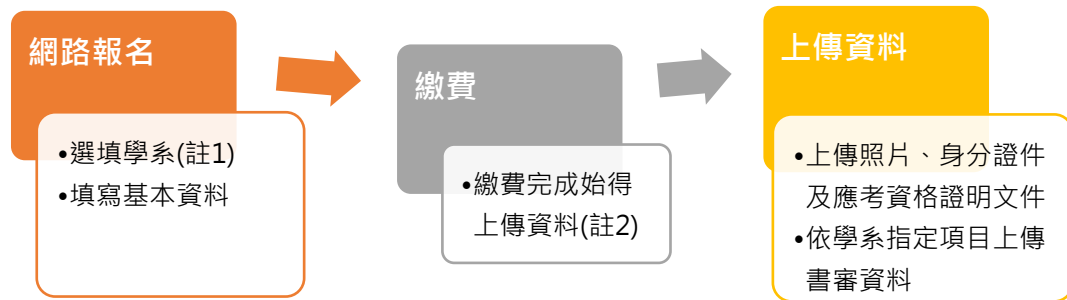 網路報名
•選填學系(註1)
•填寫基本資料
繳費
•繳費完成始得
上傳資料(註2)
上傳資料
•上傳照片、身分證件
及應考資格證明文件
•依學系指定項目上傳
書審資料